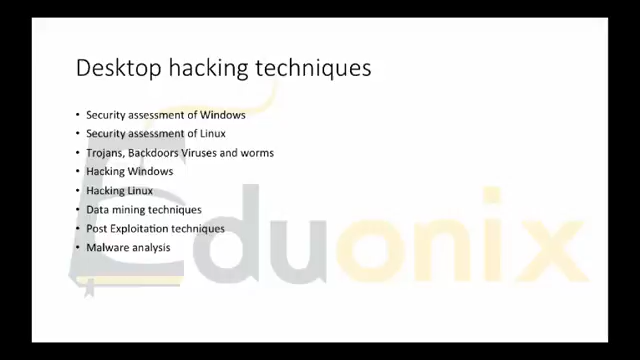 Desktop hacking techniques
• Security assessment of Windows
• Security assessment of Linux
• Trojans, Backdoors Viruses and worms
• Hacking Windows
• Hacking Linux
• Data mining techniques
• Post Exploitation techniques
• Malware analysis
Eduonix